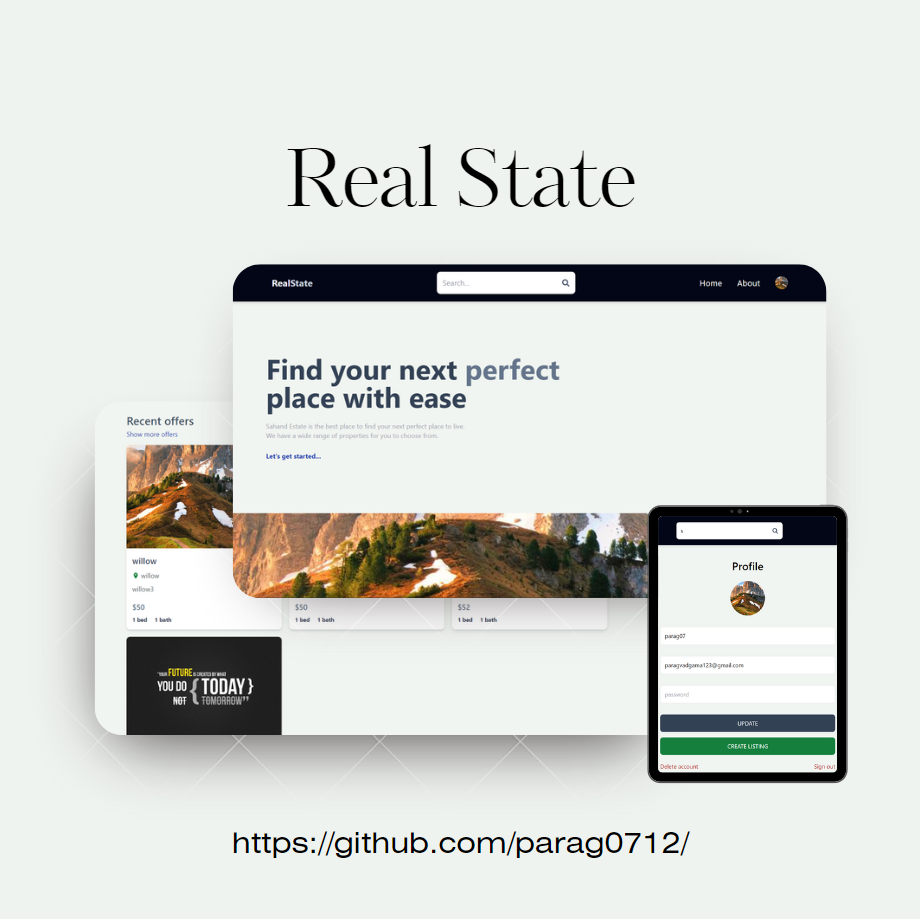 Real State
RealState
Search...
Home
About
Find your next perfect
place with ease
Sahand Estate is the best place to find your next perfect place to live.
We have a wide range of properties for you to choose from.
Let's get started...
Recent offers
Show more offers
willow
willow
willow3
$50
1 bed 1 bath
$50
1 bed 1 bath
$52
1 bed 1 bath
"YOUR FUTURE IS CREATED BY WHAT
YOU DO { TODAY }
NOT TOMORROW"
s
Profile
parag07
paragvadgama123@gmail.com
password
UPDATE
CREATE LISTING
Delete account
Sign out
https://github.com/parag0712/